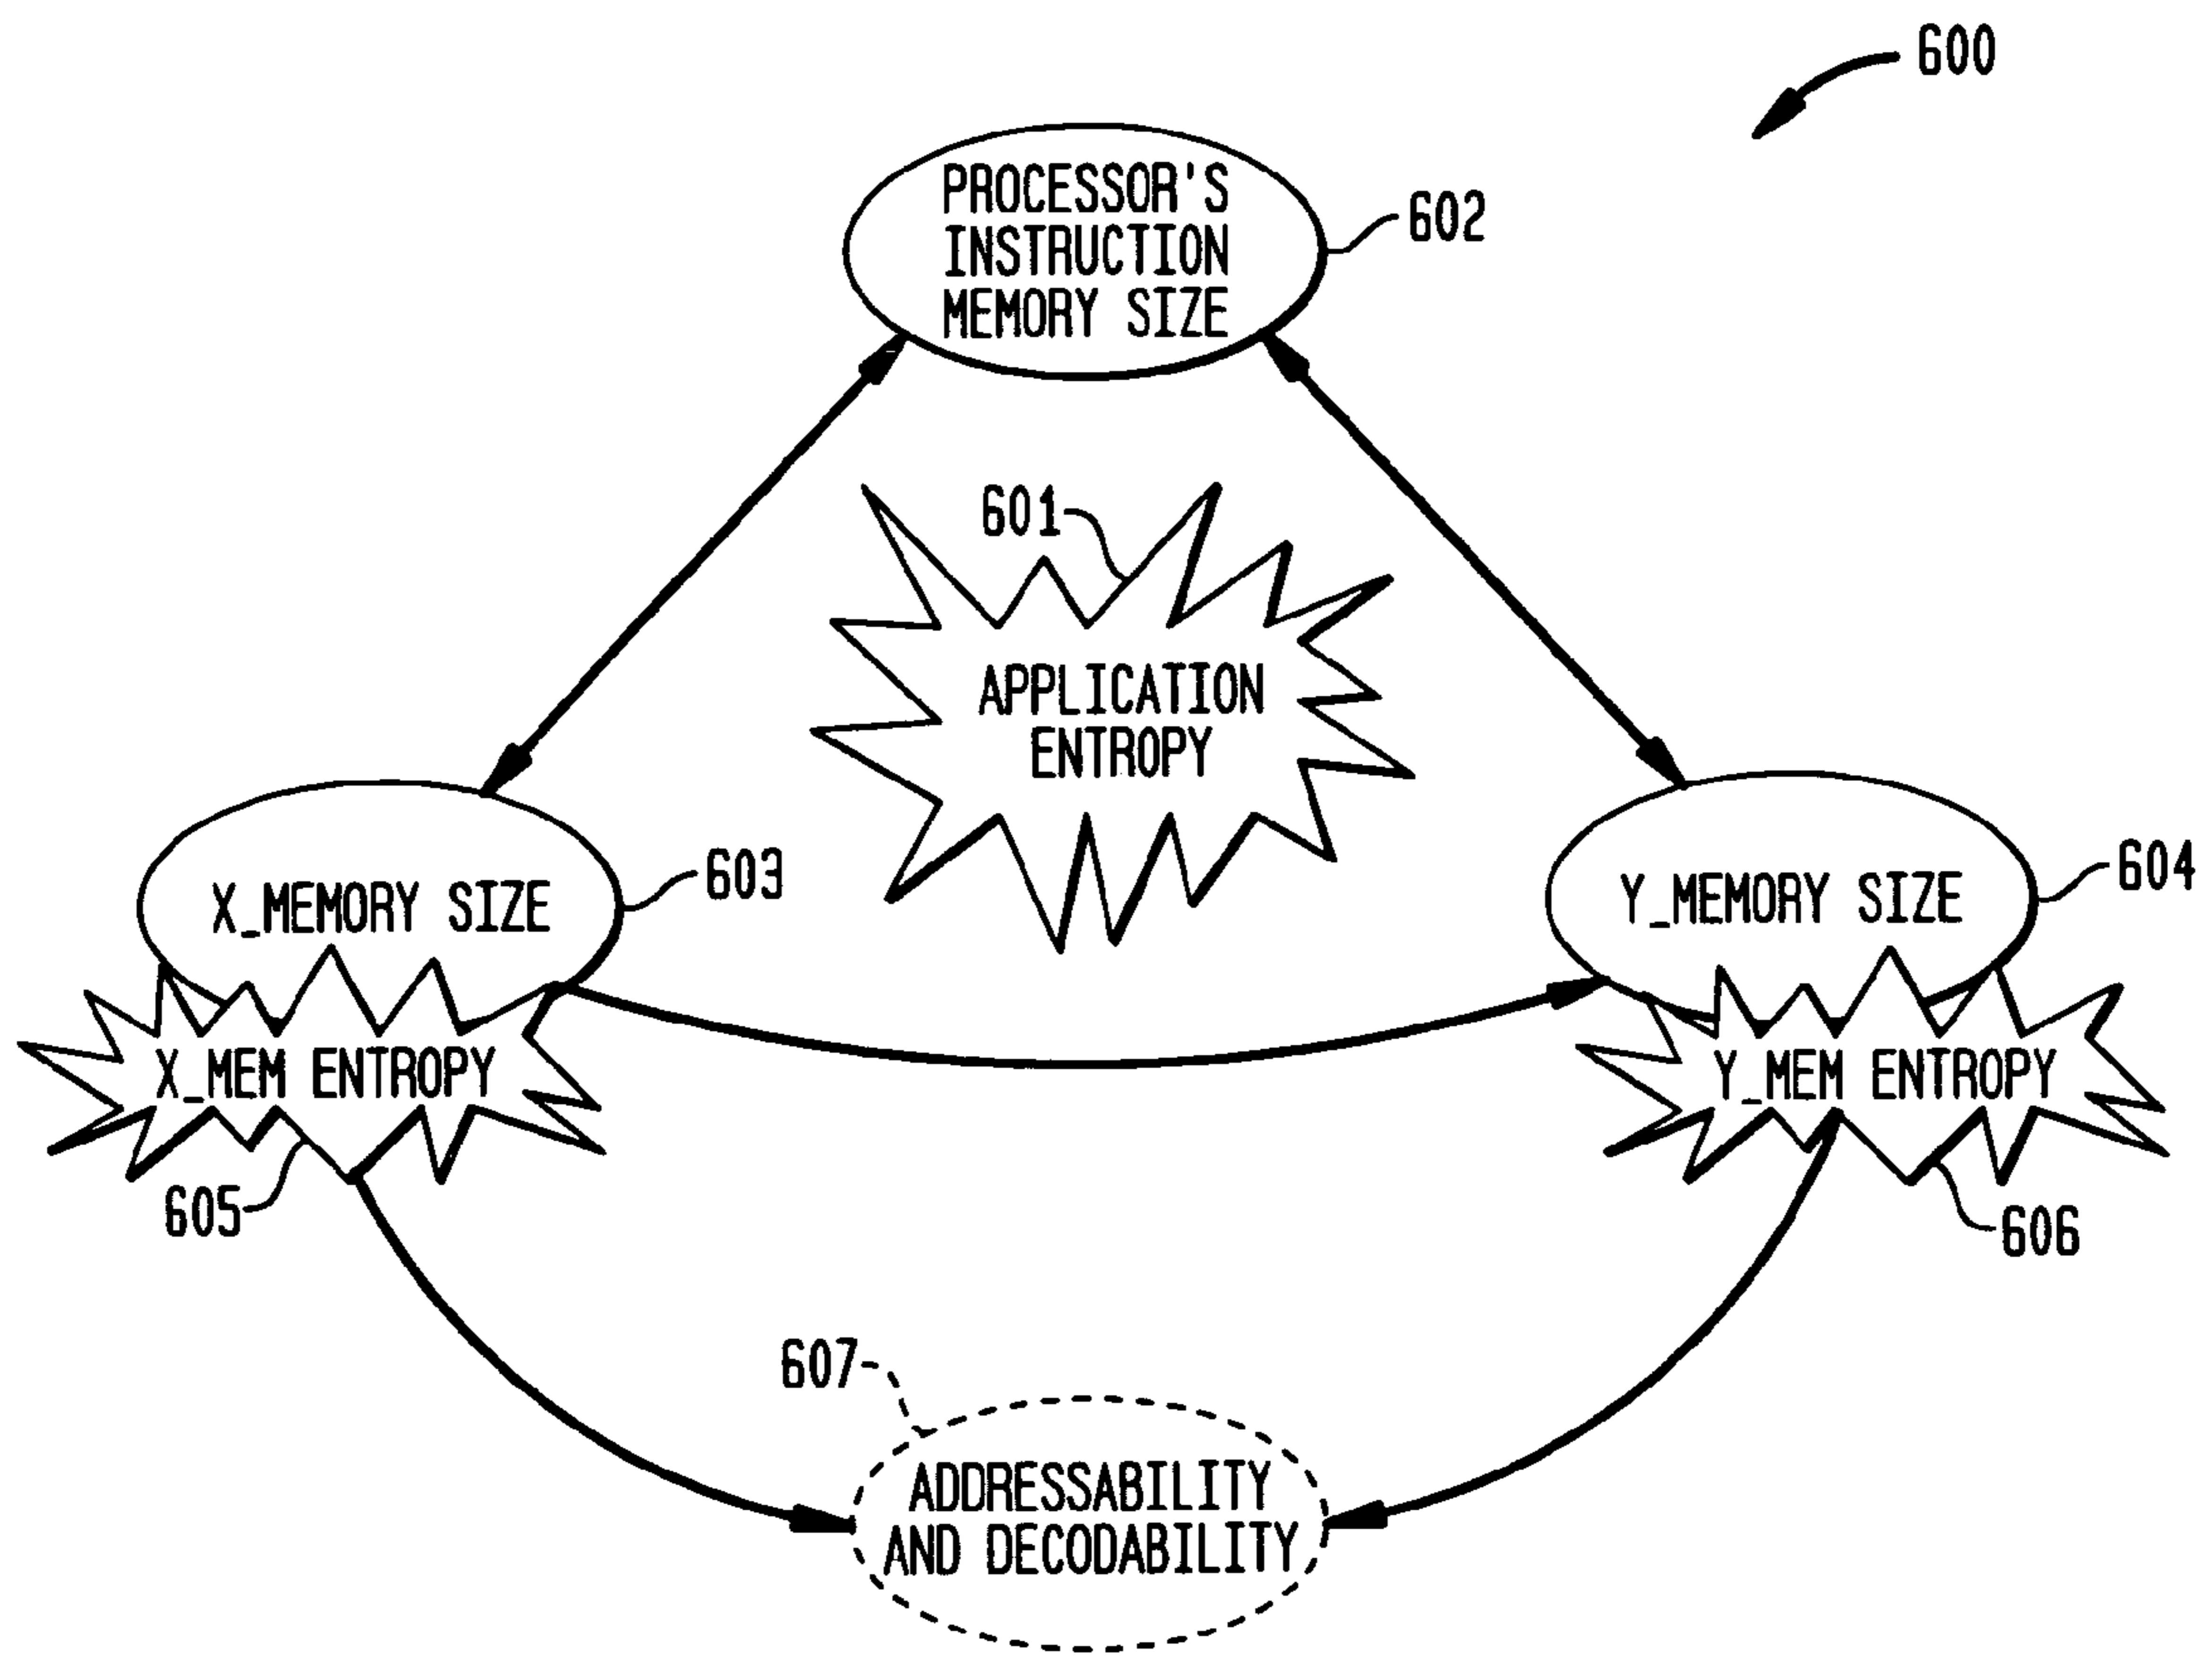 600
PROCESSOR'S
INSTRUCTION
MEMORY SIZE
602
601
APPLICATION
ENTROPY
X_MEMORY SIZE
603
Y_MEMORY SIZE
604
X_MEM ENTROPY
605
Y_MEM ENTROPY
606
607
ADDRESSABILITY
AND DECODABILITY